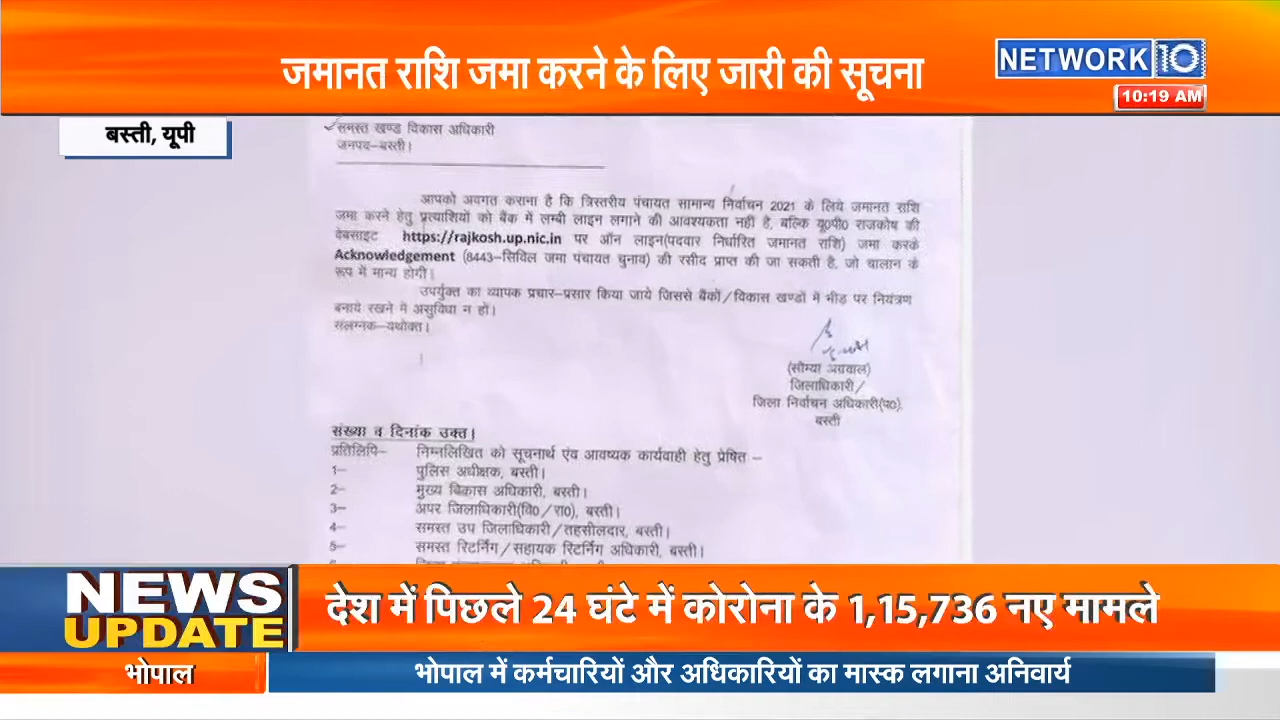 जमानत राशि जमा करने के लिए जारी की सूचना
NETWORK 10
10:19 AM
बस्ती, यूपी
समस्त खण्ड विकास अधिकारी
जनपद–बस्ती।
आपको अवगत कराना है कि त्रिस्तरीय पंचायत सामान्य निर्वाचन 2021 के लिये जमानत राशि
जमा करने हेतु प्रत्याशियों को बैंक में लम्बी लाइन लगाने की आवश्यकता नहीं है, बल्कि यू0पी0 राजकोष की
वेबसाइट https://rajkosh.up.nic.in पर ऑन लाइन(पदवार निर्धारित जमानत राशि) जमा करके
Acknowledgement (8443–सिविल जमा पंचायत चुनाव) की रसीद प्राप्त की जा सकती है, जो चालान के
रूप में मान्य होगी।
उपर्युक्त का व्यापक प्रचार–प्रसार किया जाये जिससे बैंकों/विकास खण्डों में भीड़ पर नियंत्रण
बनाये रखने में असुविधा न हों।
संलग्नक–यथोक्त।
(सौम्या अग्रवाल)
जिलाधिकारी/
जिला निर्वाचन अधिकारी(पं0),
बस्ती
संख्या व दिनांक उक्त।
प्रतिलिपि– निम्नलिखित को सूचनार्थ एंव आवष्यक कार्यवाही हेतु प्रेषित –
1– पुलिस अधीक्षक, बस्ती।
2– मुख्य विकास अधिकारी, बस्ती।
3– अपर जिलाधिकारी(वि0/रा0), बस्ती।
4– समस्त उप जिलाधिकारी/तहसीलदार, बस्ती।
5– समस्त रिटर्निंग/सहायक रिटर्निंग अधिकारी, बस्ती।
NEWS UPDATE
देश में पिछले 24 घंटे में कोरोना के 1,15,736 नए मामले
भोपाल
भोपाल में कर्मचारियों और अधिकारियों का मास्क लगाना अनिवार्य